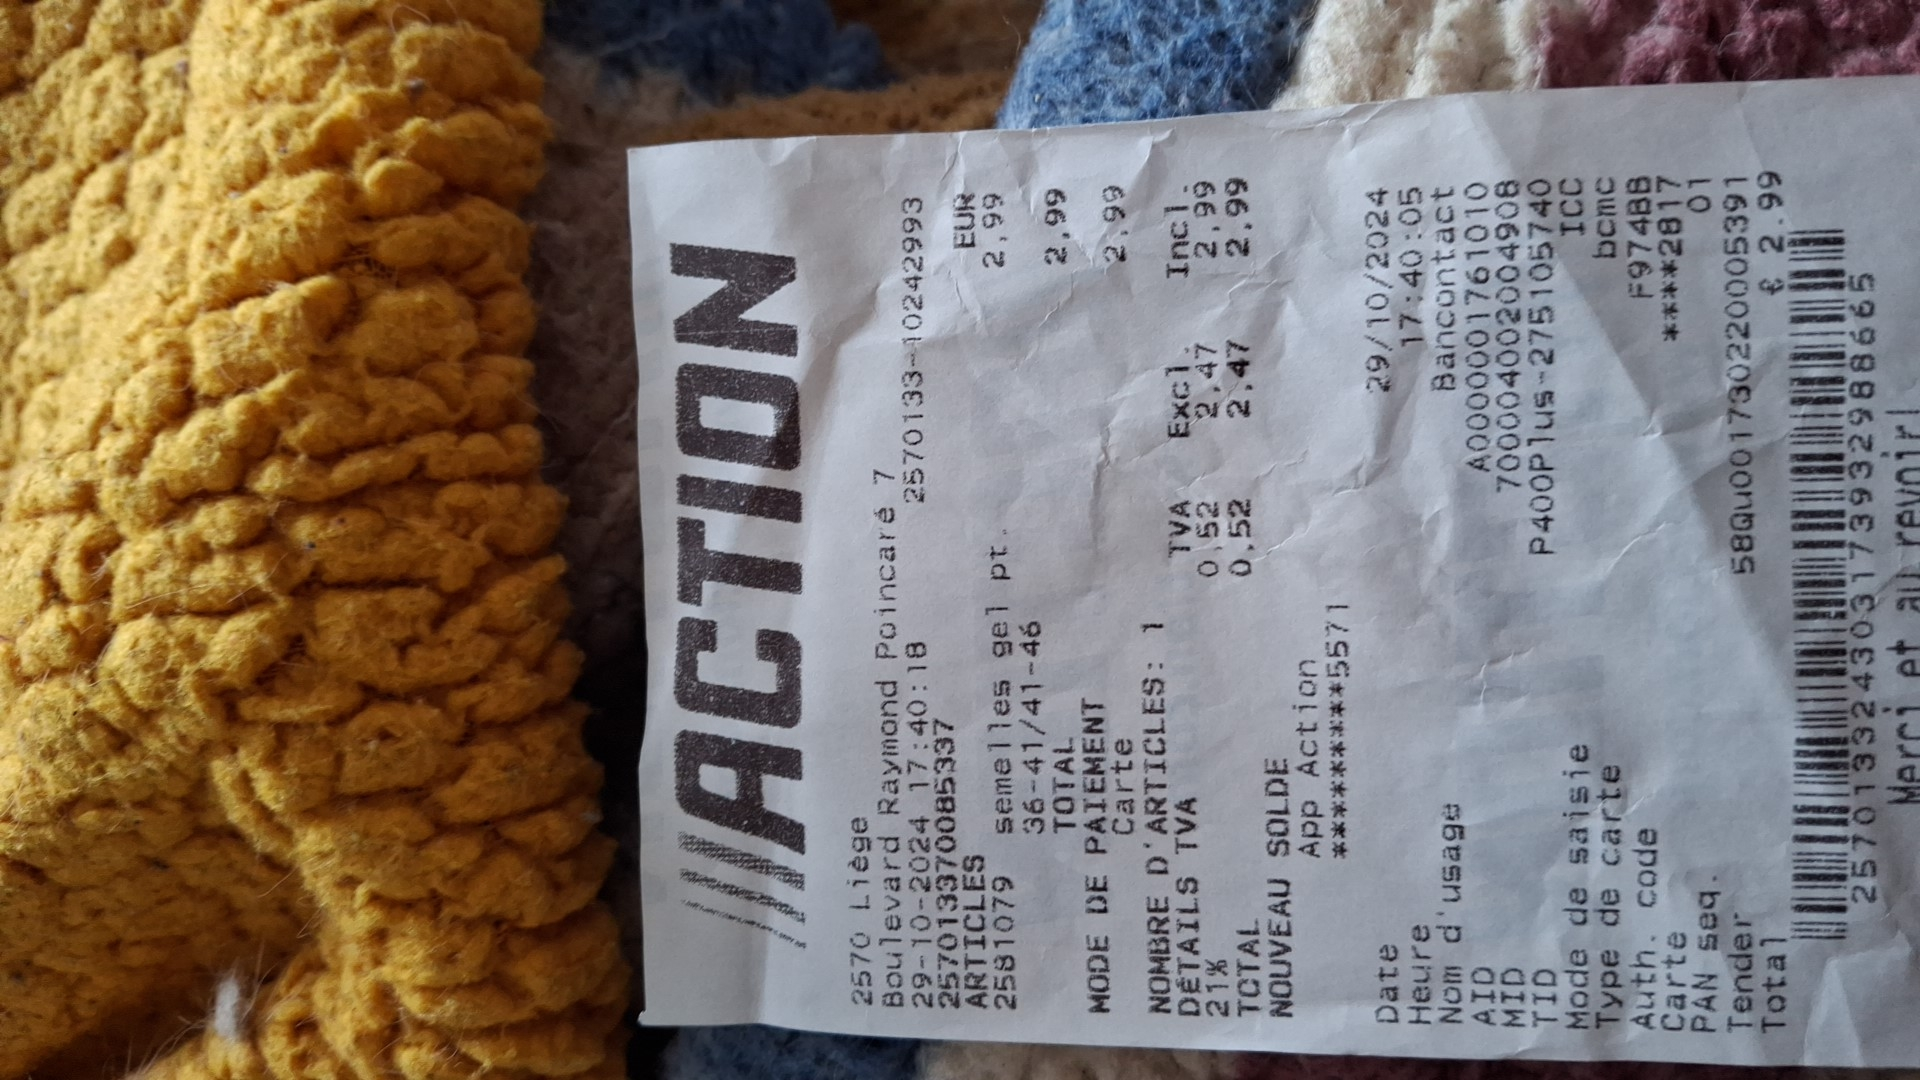 ACTION
2570 Liège
Boulevard Raymond Poincaré 7
29-10-2024 17:40:18 2570133-10242993
2570133700085337
ARTICLES EUR
2581079 semelles gel pt. 2,99
36-41/41-46
TOTAL 2,99
MODE DE PAIEMENT
Carte 2,99
NOMBRE D'ARTICLES: 1
DÉTAILS TVA TVA Excl. Incl.
21% 0,52 2,47 2,99
TOTAL 0,52 2,47 2,99
NOUVEAU SOLDE
App Action
*********5571
Date 29/10/2024
Heure 17:40:05
Nom d'usage Bancontact
AID
MID
TID P400Plus-275105740
Mode de saisie ICC
Type de carte bcmc
Auth. code F974BB
Carte ****2817
PAN seq. 01
Tender 58Qu001730220005391
Total € 2.99
Merci et au revoir!